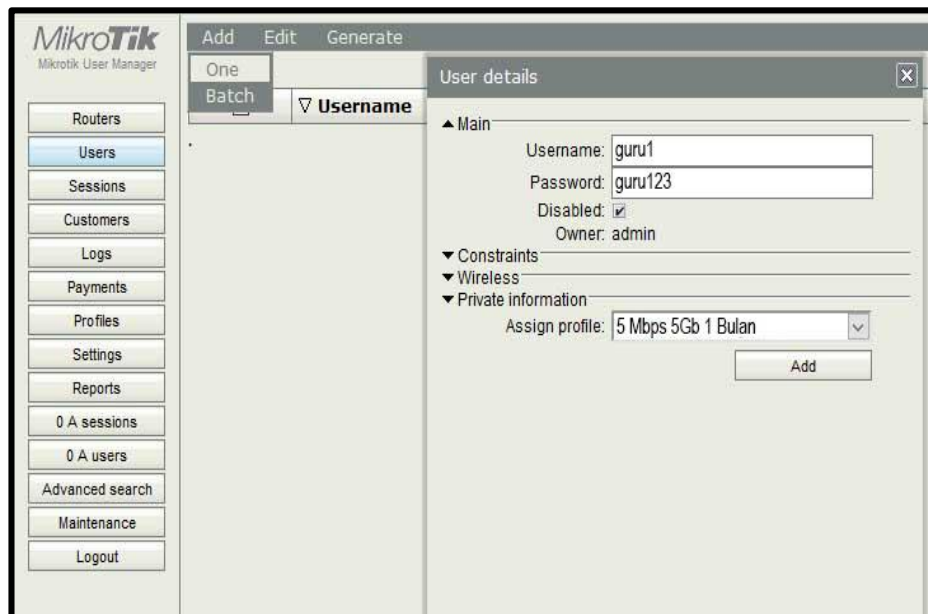 MikroTik
Mikrotik User Manager
Routers
Users
Sessions
Customers
Logs
Payments
Profiles
Settings
Reports
0 A sessions
0 A users
Advanced search
Maintenance
Logout
Add Edit Generate
One
Batch
▽ Username
User details
▲ Main
Username: guru1
Password: guru123
Disabled:
Owner: admin
▼ Constraints
▼ Wireless
▼ Private information
Assign profile: 5 Mbps 5Gb 1 Bulan
Add